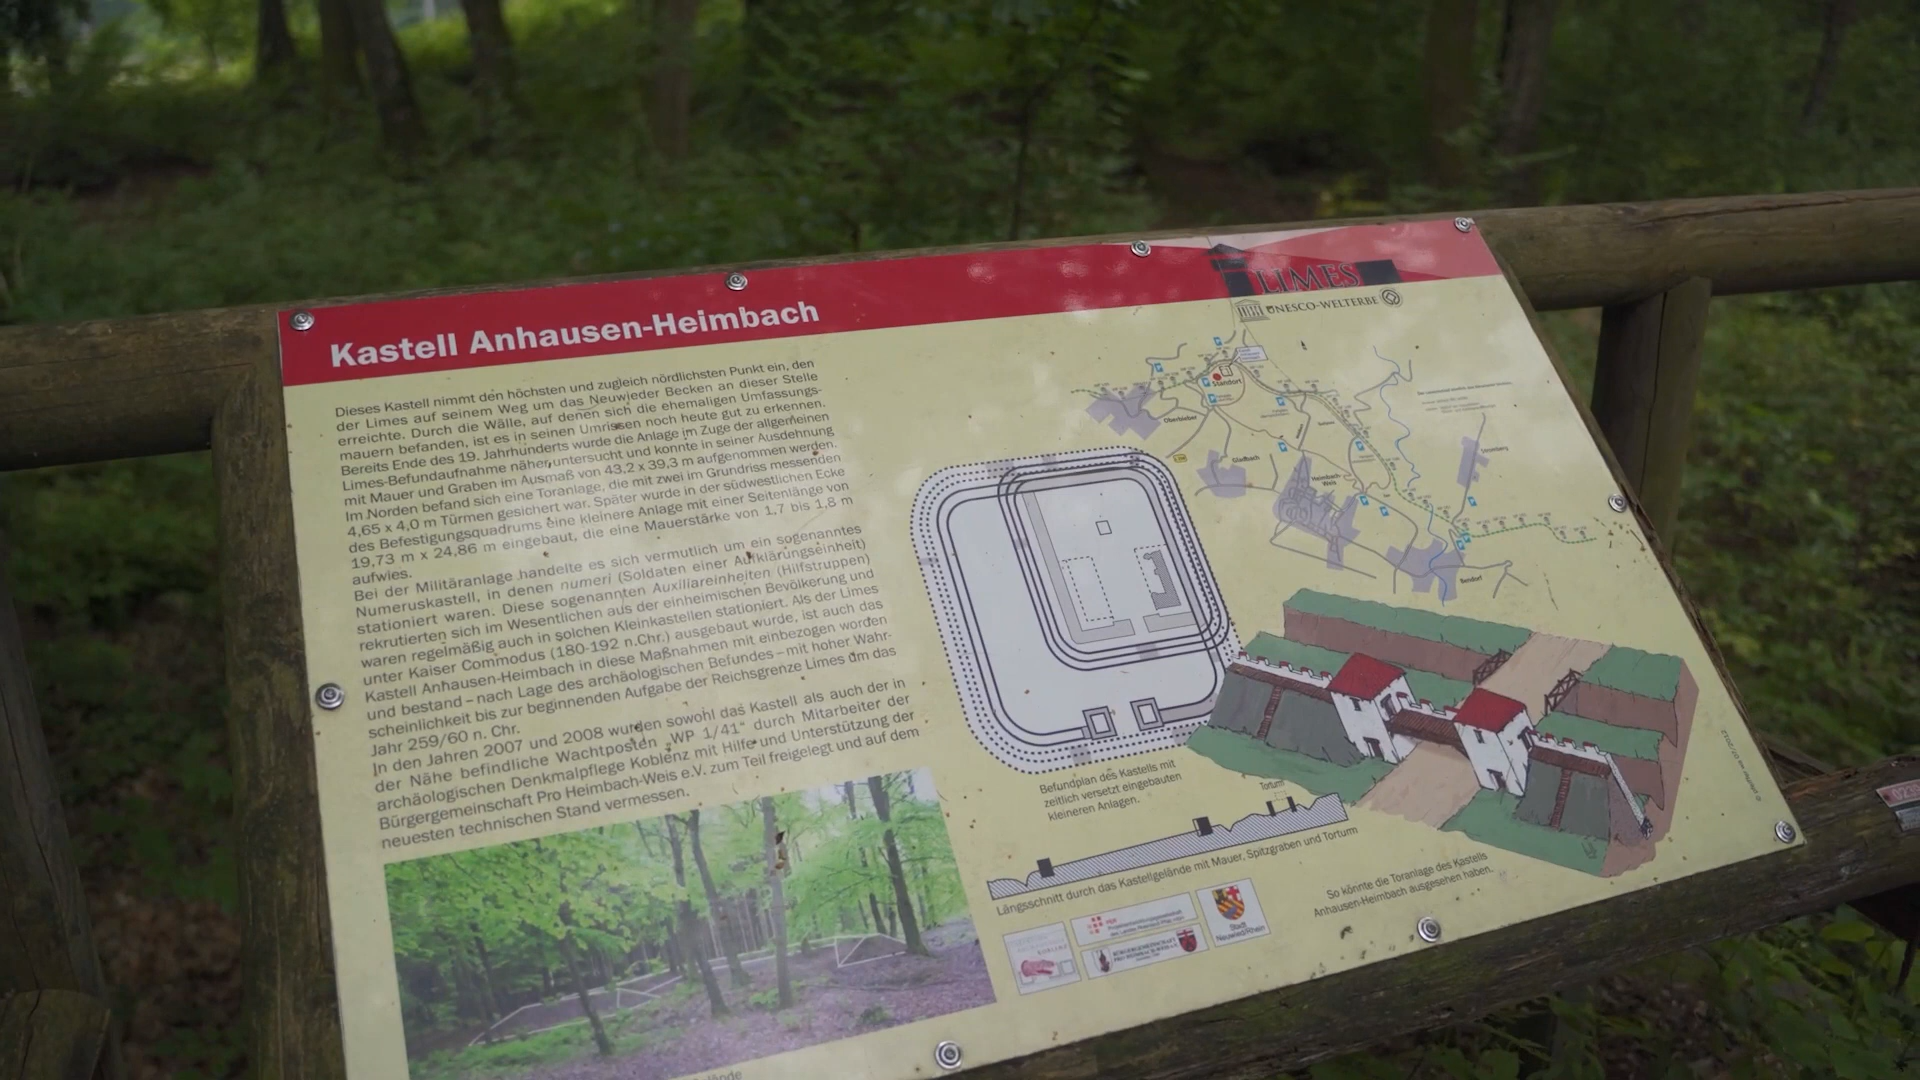 Kastell Anhausen-Heimbach
LIMES
UNESCO-WELTERBE
Dieses Kastell nimmt den höchsten und zugleich nördlichsten Punkt ein, den
der Limes auf seinem Weg um das Neuwieder Becken an dieser Stelle
erreichte. Durch die Wälle, auf denen sich die ehemaligen Umfassungs-
mauern befanden, ist es in seinen Umrissen noch heute gut zu erkennen.
Bereits Ende des 19. Jahrhunderts wurde die Anlage im Zuge der allgemeinen
Limes-Befundaufnahme näher untersucht und konnte in seiner Ausdehnung
mit Mauer und Graben im Ausmaß von 43,2 x 39,3 m aufgenommen werden.
Im Norden befand sich eine Toranlage, die mit zwei im Grundriss messenden
4,65 x 4,0 m Türmen gesichert war. Später wurde in der südwestlichen Ecke
des Befestigungsquadrums eine kleinere Anlage mit einer Seitenlänge von
19,73 m x 24,86 m eingebaut, die eine Mauerstärke von 1,7 bis 1,8 m
aufwies.
Bei der Militäranlage handelte es sich vermutlich um ein sogenanntes
Numeruskastell, in denen numeri (Soldaten einer Aufklärungseinheit)
stationiert waren. Diese sogenannten Auxiliareinheiten (Hilfstruppen)
rekrutierten sich im Wesentlichen aus der einheimischen Bevölkerung und
waren regelmäßig auch in solchen Kleinkastellen stationiert. Als der Limes
unter Kaiser Commodus (180-192 n.Chr.) ausgebaut wurde, ist auch das
Kastell Anhausen-Heimbach in diese Maßnahmen mit einbezogen worden
und bestand – nach Lage des archäologischen Befundes – mit hoher Wahr-
scheinlichkeit bis zur beginnenden Aufgabe der Reichsgrenze Limes um das
Jahr 259/60 n. Chr.
In den Jahren 2007 und 2008 wurden sowohl das Kastell als auch der in
der Nähe befindliche Wachtposten „WP 1/41“ durch Mitarbeiter der
archäologischen Denkmalpflege Koblenz mit Hilfe und Unterstützung der
Bürgergemeinschaft Pro Heimbach-Weis e.V. zum Teil freigelegt und auf dem
neuesten technischen Stand vermessen.
Standort
Oberbieber
Gladbach
Heimbach-
Weis
Bendorf
Befundplan des Kastells mit
zeitlich versetzt eingebauten
kleineren Anlagen.
Torturm
Längsschnitt durch das Kastellgelände mit Mauer, Spitzgraben und Torturm
So könnte die Toranlage des Kastells
Anhausen-Heimbach ausgesehen haben.
Stadt
Neuwied/Rhein
BÜRGERGEMEINSCHAFT
PRO HEIMBACH-WEIS e.V.